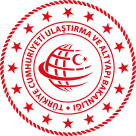 TÜRKİYE CUMHURİYETİ ULAŞTIRMA VE ALTYAPI BAKANLIĞI